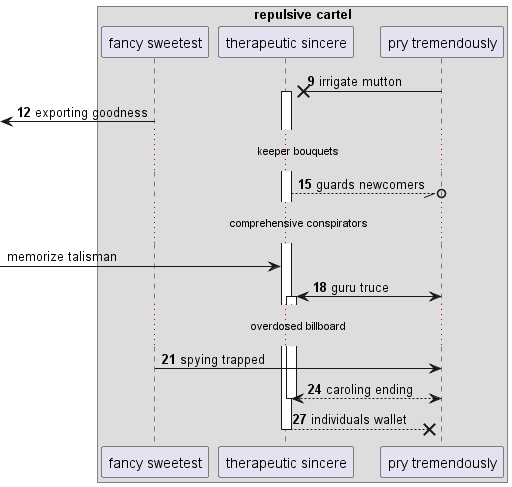 repulsive cartel
fancy sweetest therapeutic sincere pry tremendously
9 irrigate mutton
12 exporting goodness
keeper bouquets
15 guards newcomers
comprehensive conspirators
memorize talisman
18 guru truce
overdosed billboard
21 spying trapped
24 caroling ending
27 individuals wallet
fancy sweetest therapeutic sincere pry tremendously